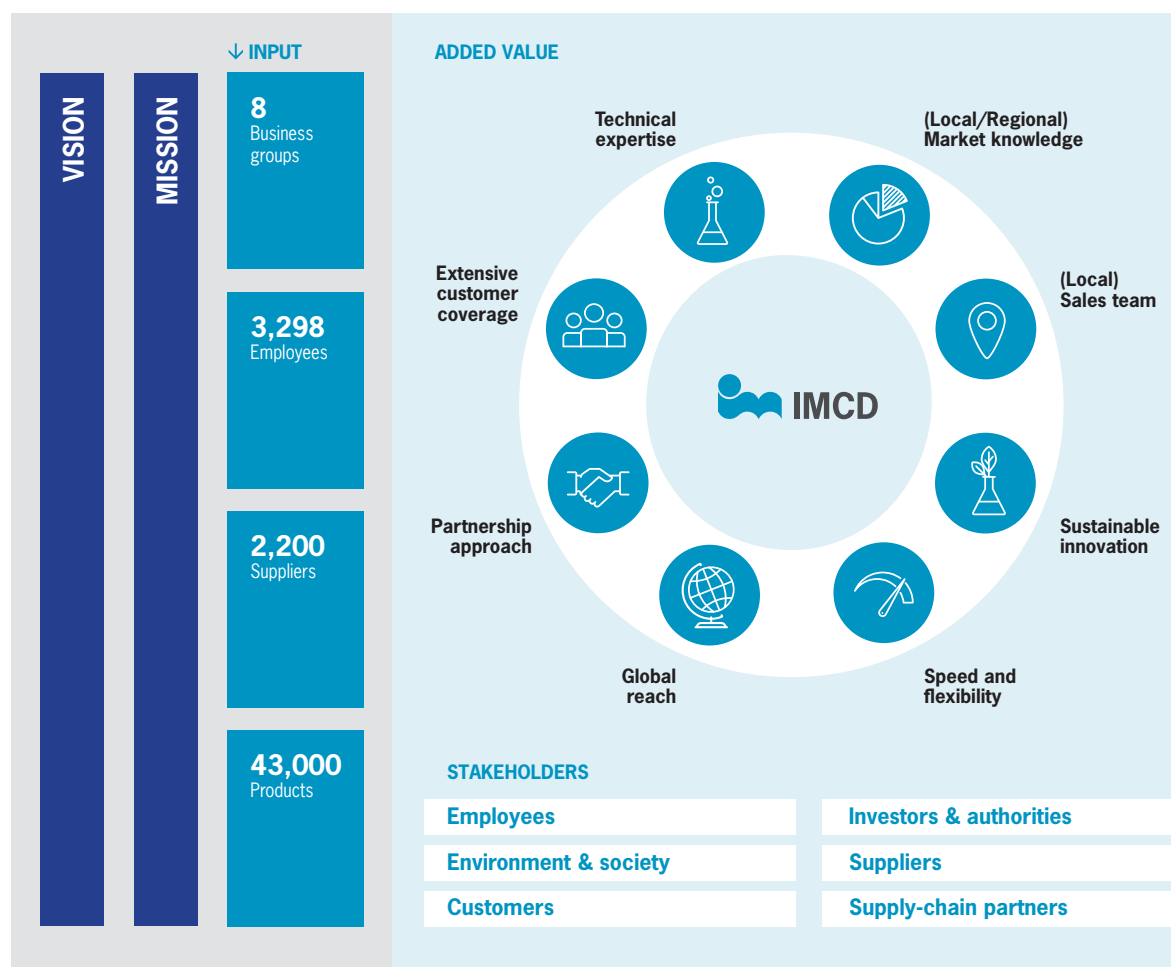 VISION
MISSION
↓ INPUT
8
Business
groups
3,298
Employees
2,200
Suppliers
43,000
Products
ADDED VALUE
Technical
expertise
(Local/Regional)
Market knowledge
Extensive
customer
coverage
(Local)
Sales team
IMCD
Partnership
approach
Sustainable
innovation
Global
reach
Speed and
flexibility
STAKEHOLDERS
Employees
Environment & society
Customers
Investors & authorities
Suppliers
Supply-chain partners